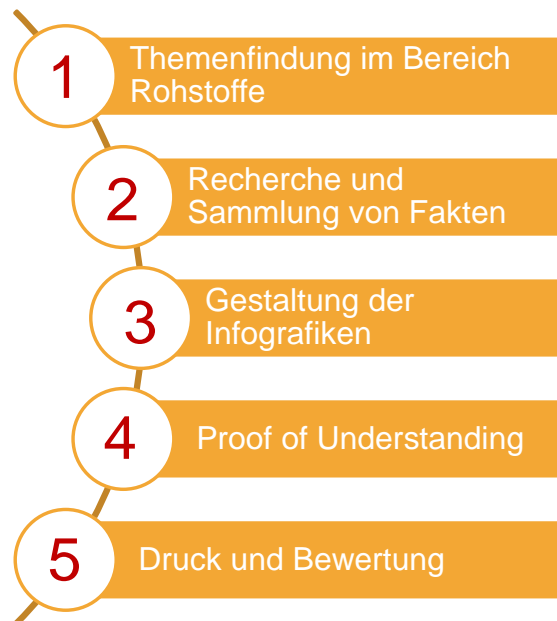 1
Themenfindung im Bereich
Rohstoffe
2
Recherche und
Sammlung von Fakten
3
Gestaltung der
Infografiken
4
Proof of Understanding
5
Druck und Bewertung